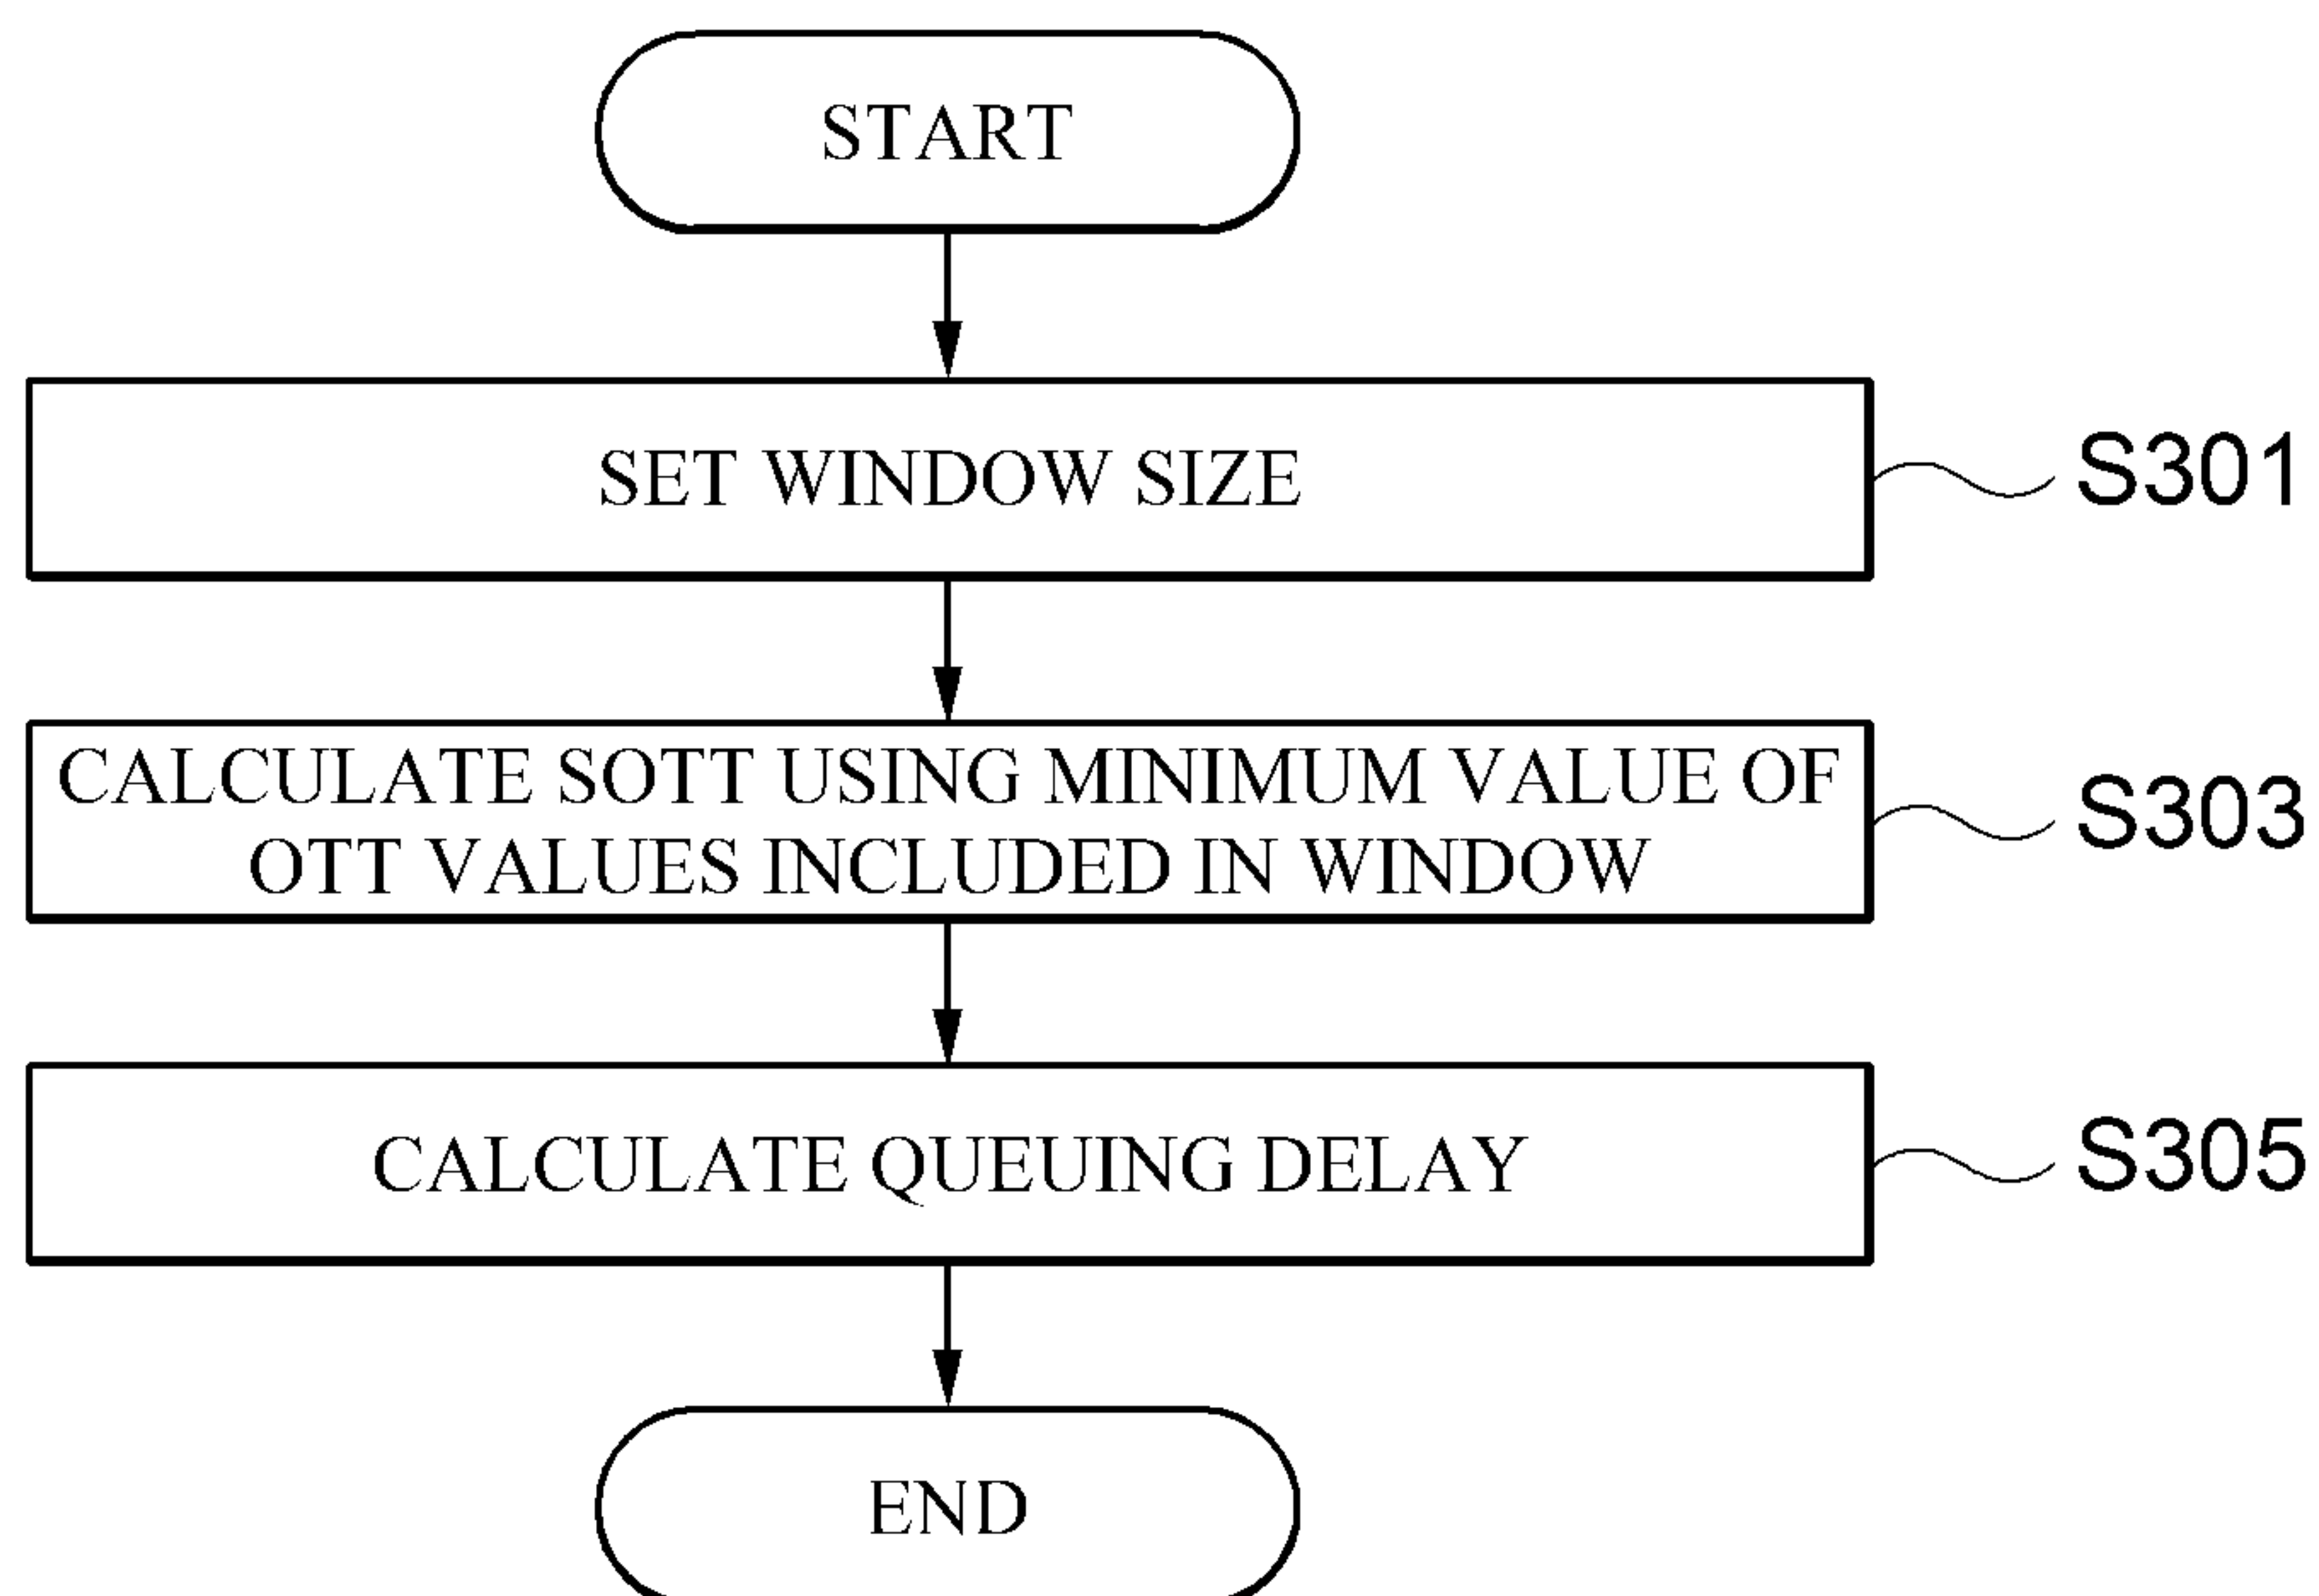 START
SET WINDOW SIZE
S301
CALCULATE SOTT USING MINIMUM VALUE OF
OTT VALUES INCLUDED IN WINDOW
S303
CALCULATE QUEUING DELAY
S305
END